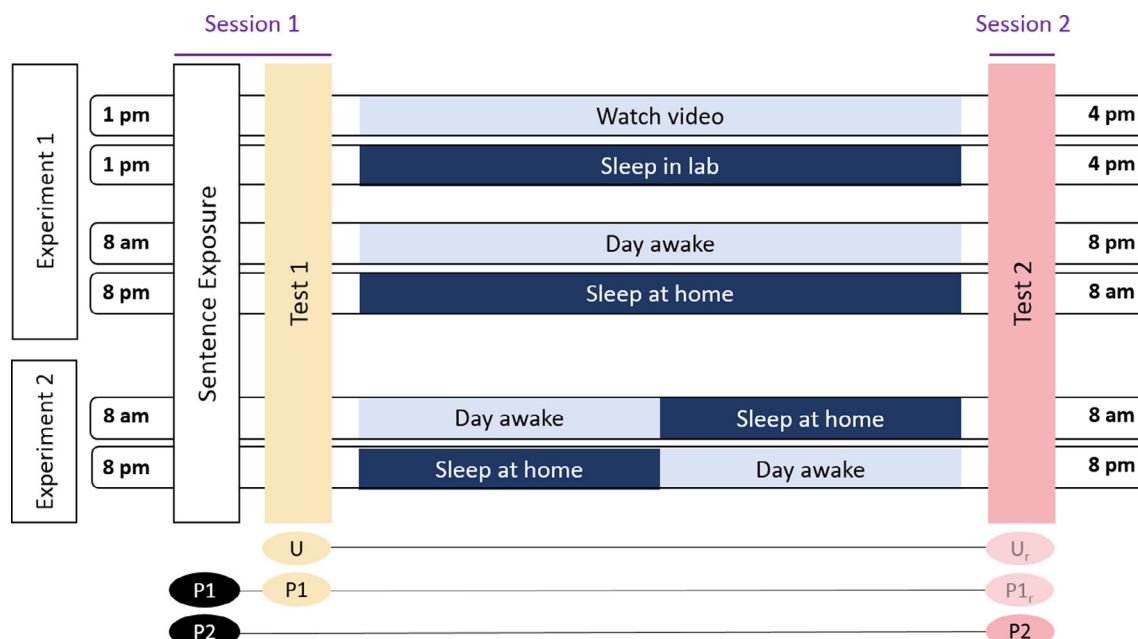 Session 1
Session 2
Experiment 1
Experiment 2
Sentence Exposure
Test 1
Test 2
1 pm Watch video 4 pm
1 pm Sleep in lab 4 pm
8 am Day awake 8 pm
8 pm Sleep at home 8 am
8 am Day awake Sleep at home 8 am
8 pm Sleep at home Day awake 8 pm
U Ur
P1 P1 P1r
P2 P2